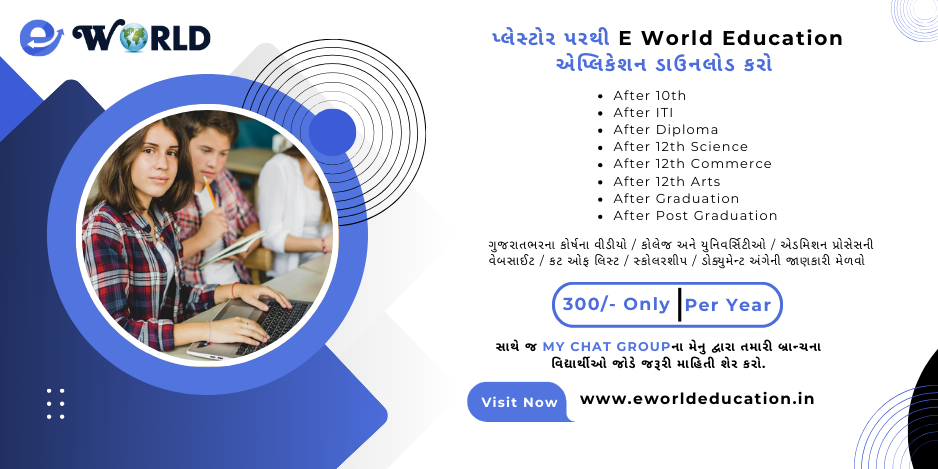 e WORLD
પ્લેસ્ટોર પરથી E World Education
એપ્લિકેશન ડાઉનલોડ કરો
• After 10th
• After ITI
• After Diploma
• After 12th Science
• After 12th Commerce
• After 12th Arts
• After Graduation
• After Post Graduation
ગુજરાતભરના કોર્ષના વીડીયો / કોલેજ અને યુનિવર્સિટીઓ / એડમિશન પ્રોસેસની
વેબસાઈટ / કટ ઓફ લિસ્ટ / સ્કોલરશીપ / ડોક્યુમેન્ટ અંગેની જાણકારી મેળવો
300/- Only | Per Year
સાથે જ MY CHAT GROUPના મેનુ દ્વારા તમારી બ્રાન્ચના
વિદ્યાર્થીઓ જોડે જરૂરી માહિતી શેર કરો.
Visit Now www.eworldeducation.in